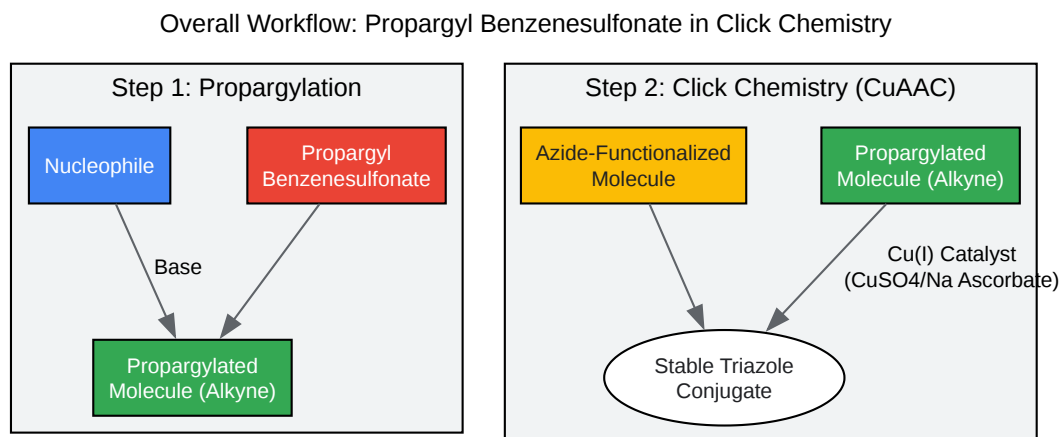 Overall Workflow: Propargyl Benzenesulfonate in Click Chemistry
Step 1: Propargylation
Nucleophile
Propargyl
Benzenesulfonate
Base
Propargylated
Molecule (Alkyne)
Step 2: Click Chemistry (CuAAC)
Azide-Functionalized
Molecule
Propargylated
Molecule (Alkyne)
Cu(I) Catalyst
(CuSO4/Na Ascorbate)
Stable Triazole
Conjugate